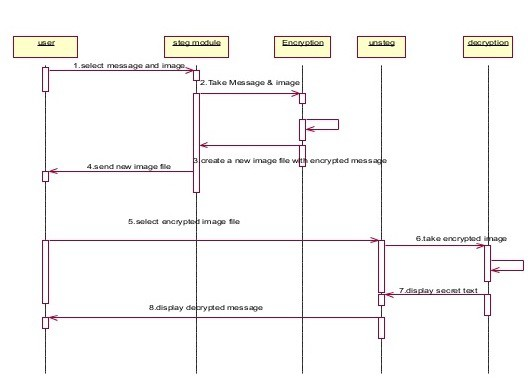 user
steg module
Encryption
unsteg
decryption
1.select message and image
2.Take Message & image
3.create a new image file with encrypted message
4.send new image file
5.select encrypted image file
6.take encrypted image
7.display secret text
8.display decrypted message